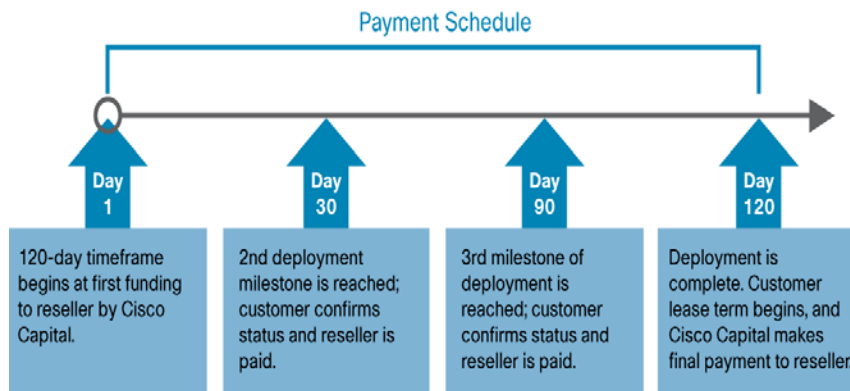 Payment Schedule
Day
1
Day
30
Day
90
Day
120
120-day timeframe
begins at first funding
to reseller by Cisco
Capital.
2nd deployment
milestone is reached;
customer confirms
status and reseller is
paid.
3rd milestone of
deployment is
reached; customer
confirms status and
reseller is paid.
Deployment is
complete. Customer
lease term begins, and
Cisco Capital makes
final payment to reseller.